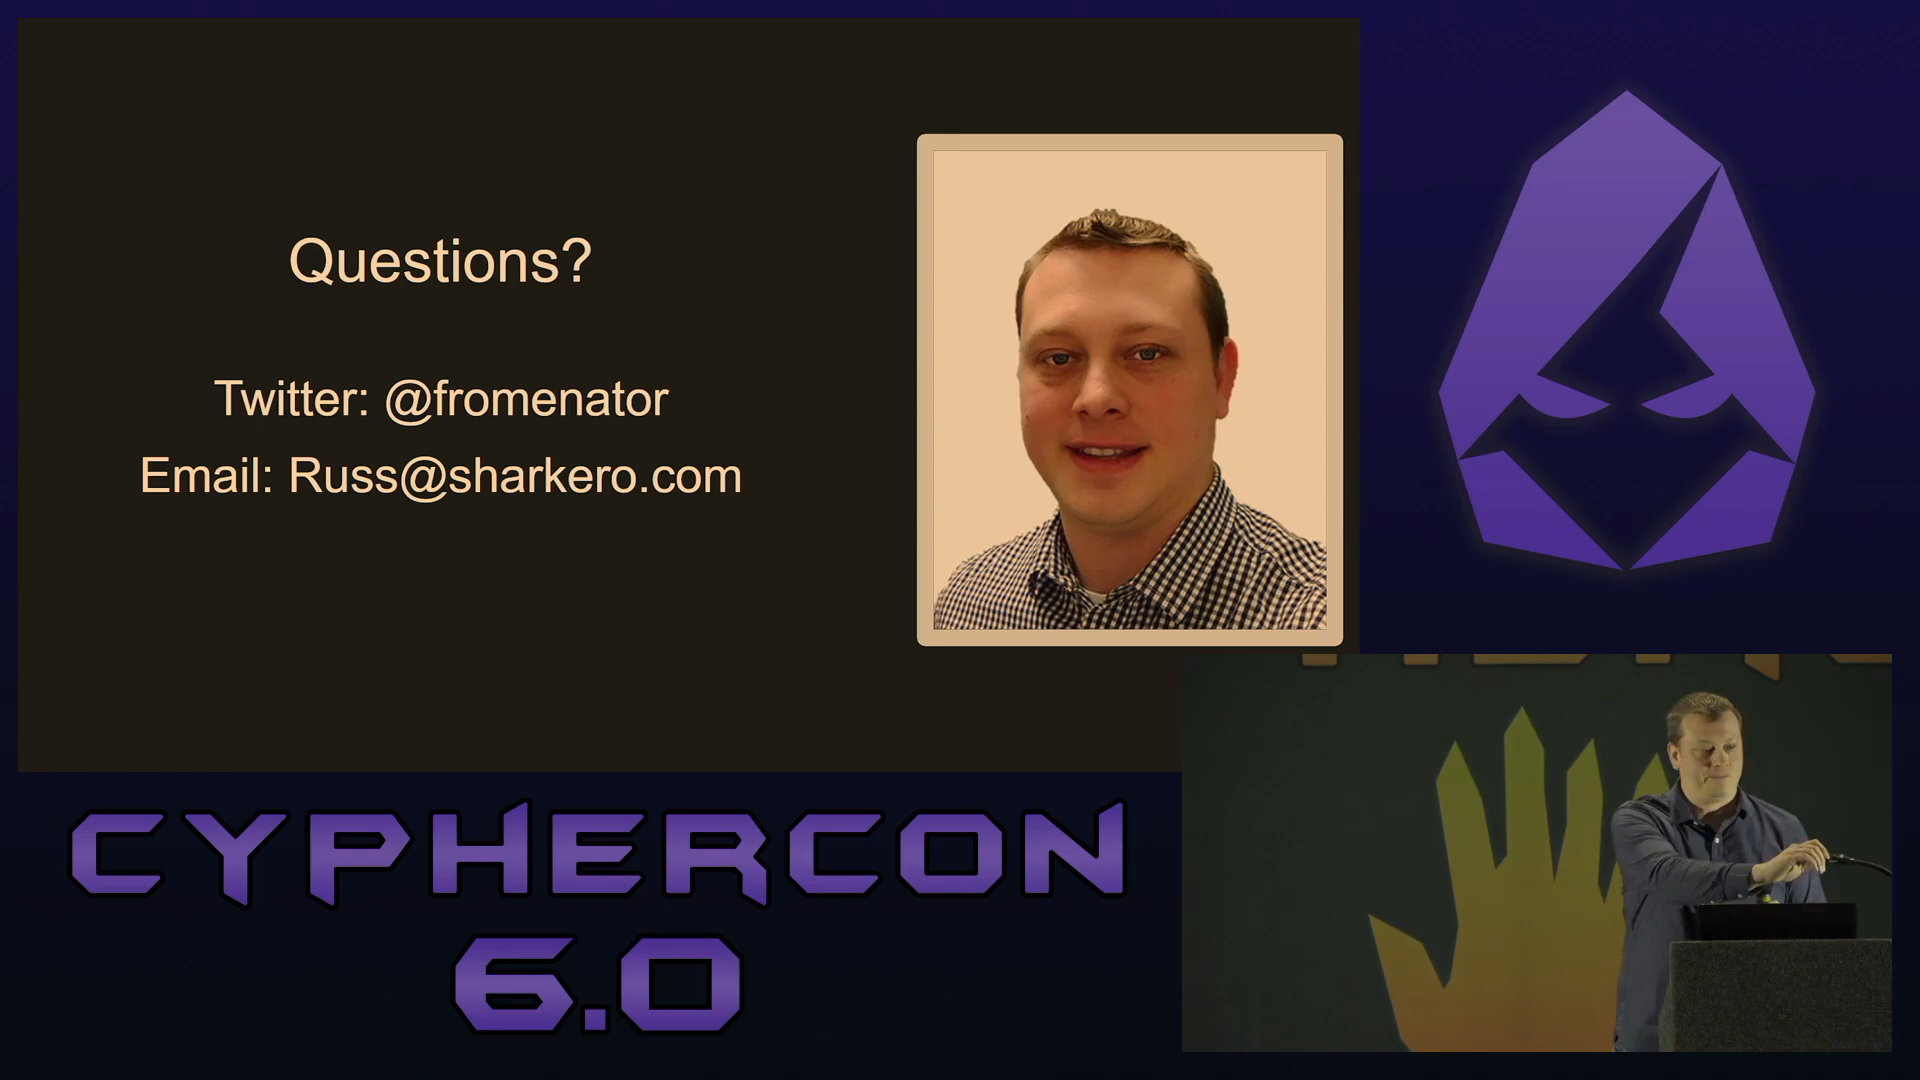 Questions?
Twitter: @fromenator
Email: Russ@sharkero.com
CYPHERCON
6.0